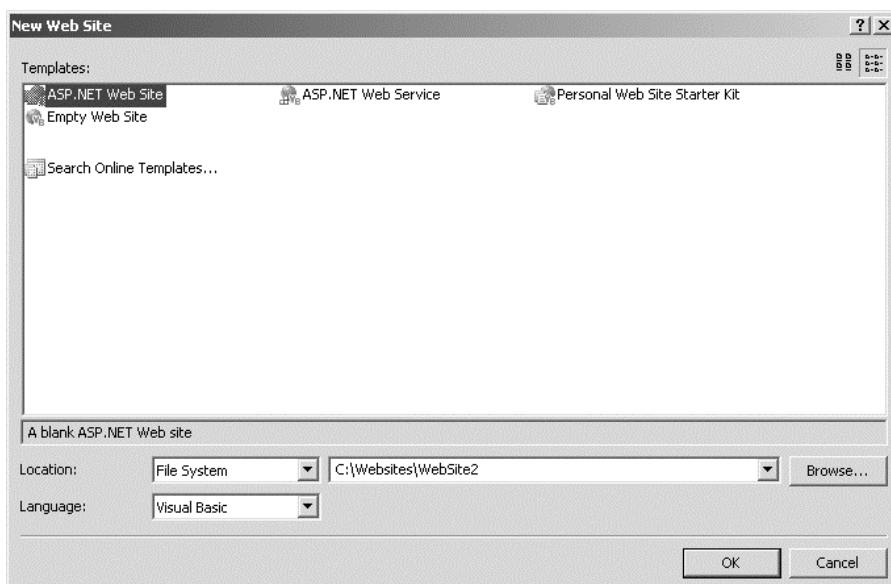 New Web Site
Templates:
ASP.NET Web Site
ASP.NET Web Service
Personal Web Site Starter Kit
Empty Web Site
Search Online Templates...
A blank ASP.NET Web site
Location:
File System
C:\Websites\WebSite2
Browse...
Language:
Visual Basic
OK
Cancel